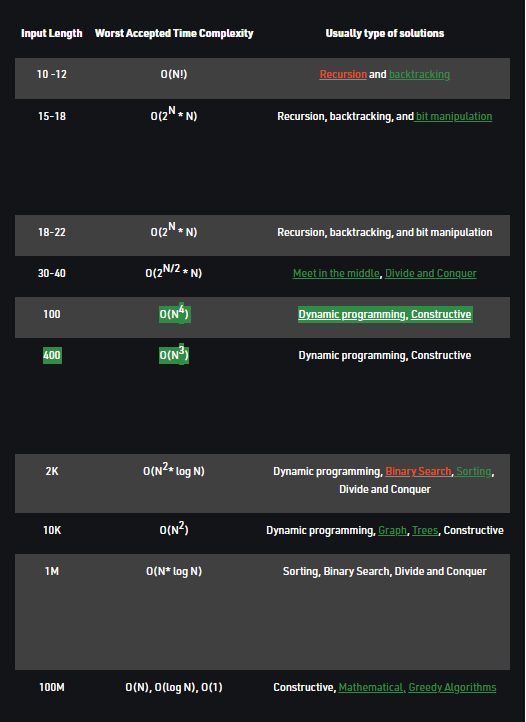 Input Length Worst Accepted Time Complexity Usually type of solutions
10 -12 O(N!) Recursion and backtracking
15-18 O(2^N * N) Recursion, backtracking, and bit manipulation
18-22 O(2^N * N) Recursion, backtracking, and bit manipulation
30-40 O(2^N/2 * N) Meet in the middle, Divide and Conquer
100 O(N^4) Dynamic programming, Constructive
400 O(N^3) Dynamic programming, Constructive
2K O(N^2* log N) Dynamic programming, Binary Search, Sorting,
Divide and Conquer
10K O(N^2) Dynamic programming, Graph, Trees, Constructive
1M O(N* log N) Sorting, Binary Search, Divide and Conquer
100M O(N), O(log N), O(1) Constructive, Mathematical, Greedy Algorithms